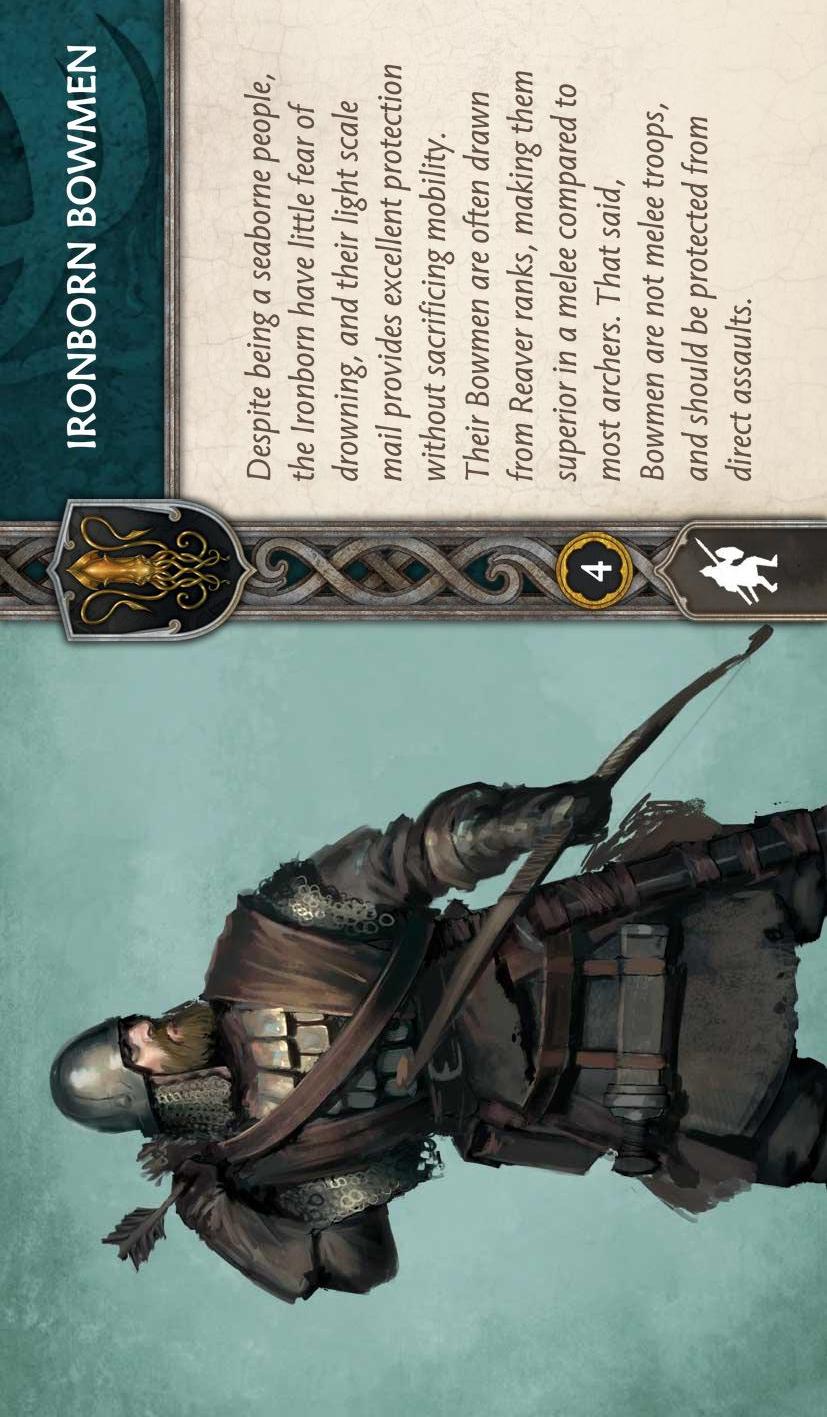 IRONBORN BOWMEN
Despite being a seaborne people,
the Ironborn have little fear of
drowning, and their light scale
mail provides excellent protection
without sacrificing mobility.
Their Bowmen are often drawn
from Reaver ranks, making them
superior in a melee compared to
most archers. That said,
Bowmen are not melee troops,
and should be protected from
direct assaults.
4